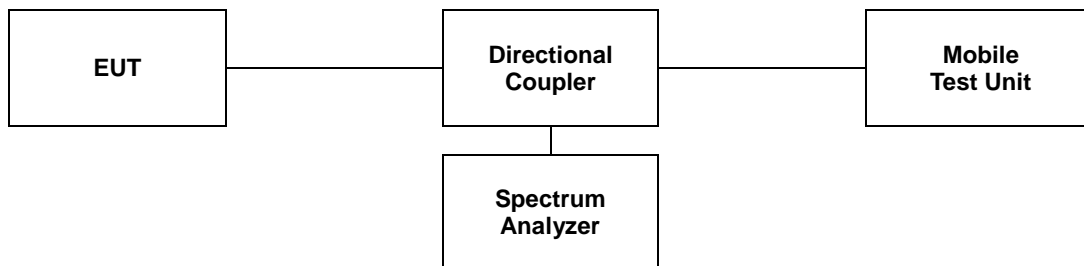 EUT
Directional
Coupler
Mobile
Test Unit
Spectrum
Analyzer